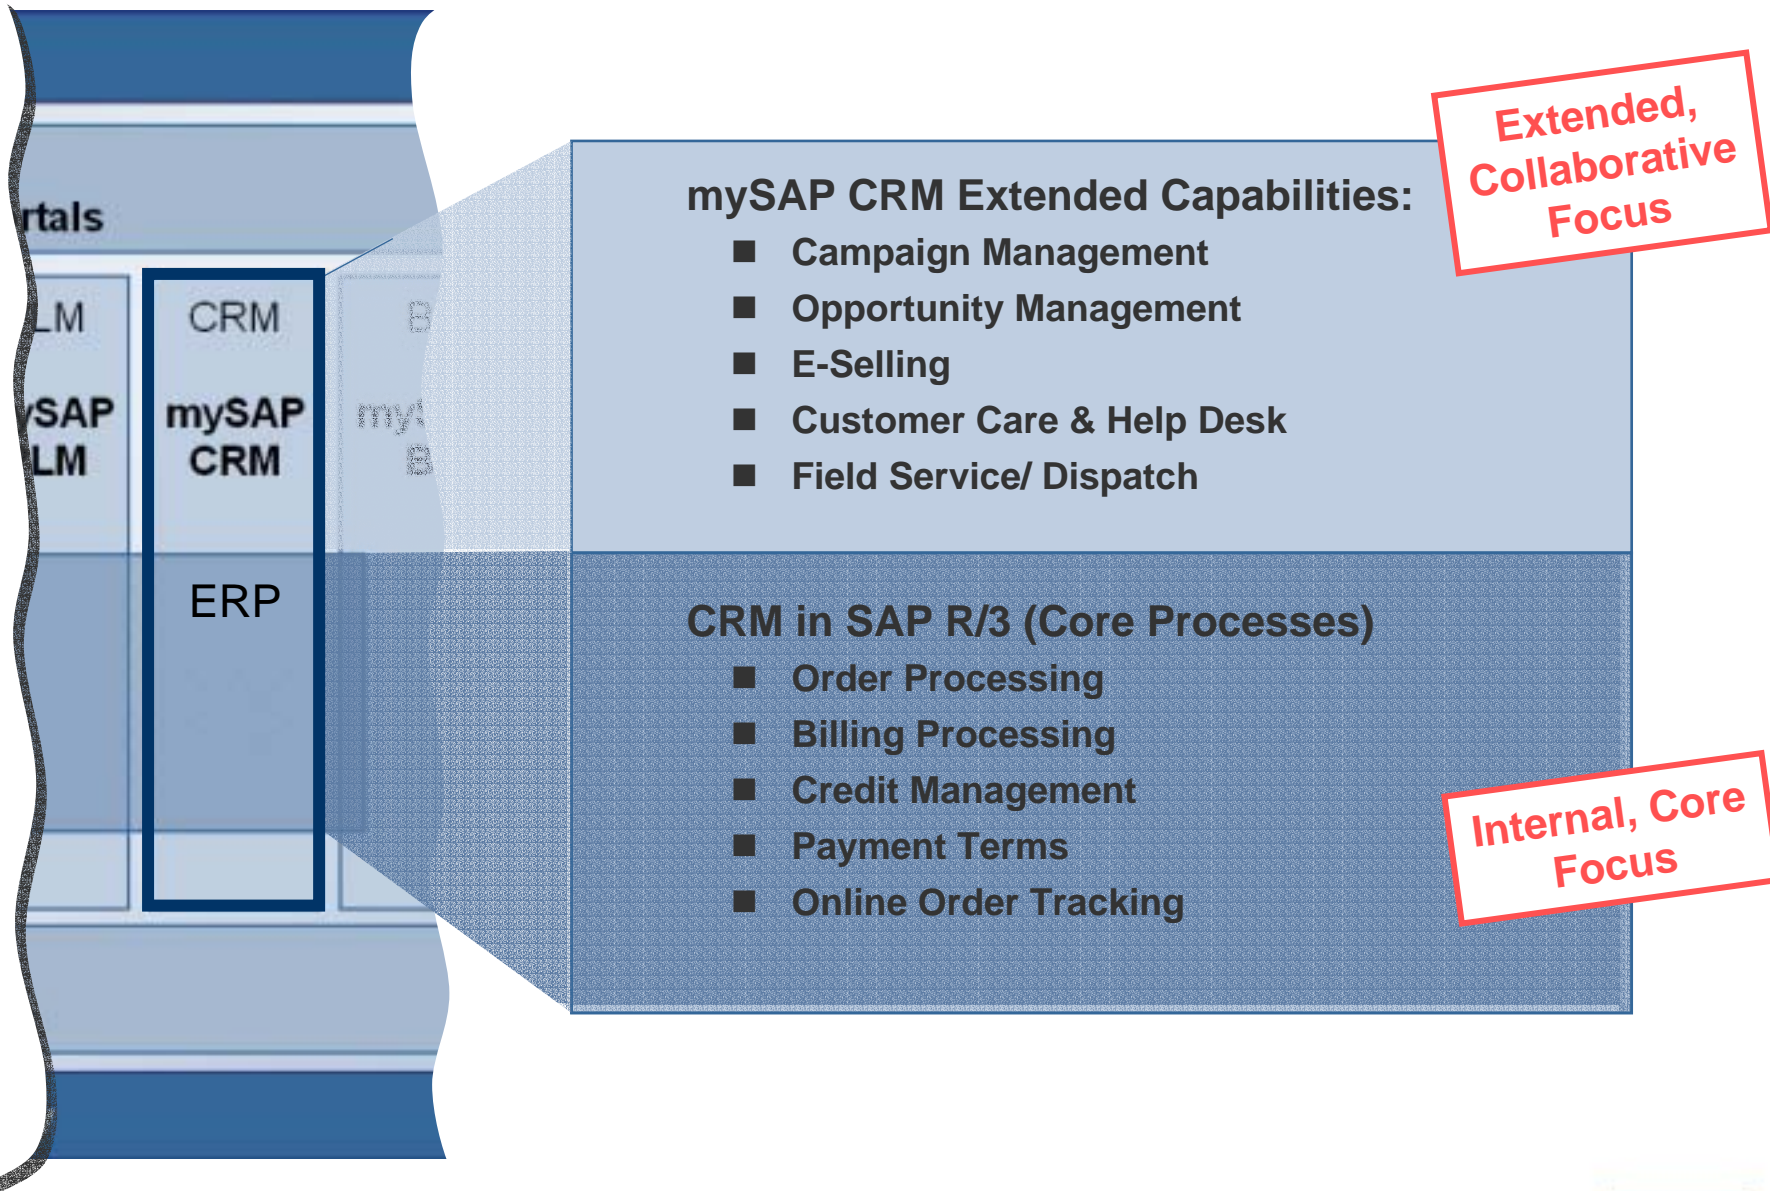 rtals
LM
CRM
B
ySAP
LM
mySAP
CRM
ERP
mySAP CRM Extended Capabilities:
■ Campaign Management
■ Opportunity Management
■ E-Selling
■ Customer Care & Help Desk
■ Field Service/ Dispatch
Extended,
Collaborative
Focus
CRM in SAP R/3 (Core Processes)
■ Order Processing
■ Billing Processing
■ Credit Management
■ Payment Terms
■ Online Order Tracking
Internal, Core
Focus